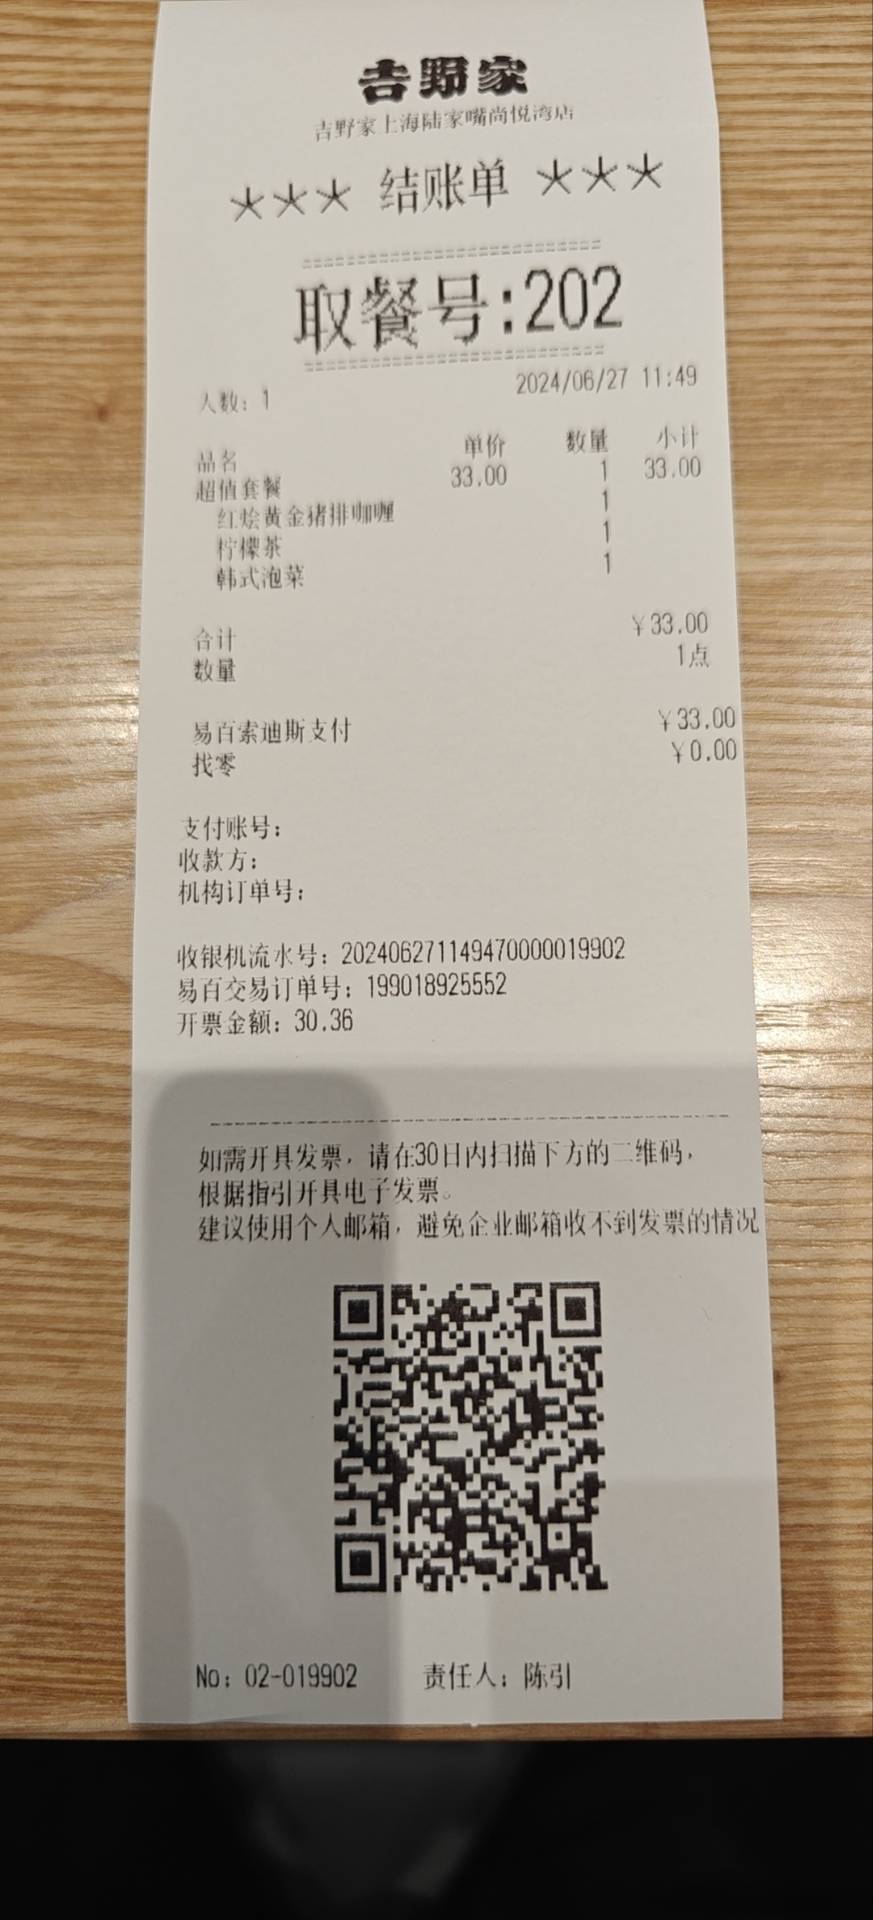 吉野家
吉野家上海陆家嘴尚悦湾店
*** 结账单 ***
取餐号:202
人数: 1 2024/06/27 11:49
品名 单价 数量 小计
超值套餐 33.00 1 33.00
红烩黄金猪排咖喱 1
柠檬茶 1
韩式泡菜 1
合计 ¥33.00
数量 1点
易百索迪斯支付 ¥33.00
找零 ¥0.00
支付账号:
收款方:
机构订单号:
收银机流水号: 202406271149470000019902
易百交易订单号: 199018925552
开票金额: 30.36
如需开具发票，请在30日内扫描下方的二维码，
根据指引开具电子发票。
建议使用个人邮箱，避免企业邮箱收不到发票的情况
No: 02-019902 责任人: 陈引